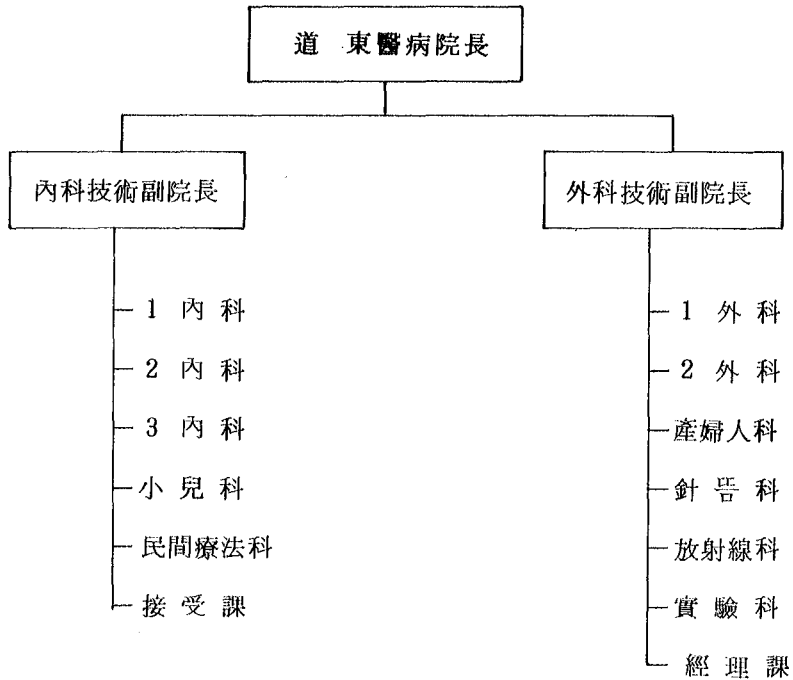 道 東醫病院長
內科技術副院長
外科技術副院長
1 內 科
2 內 科
3 內 科
小 兒 科
民間療法科
接 受 課
1 外 科
2 外 科
產婦人科
針 뜸 科
放射線科
實 驗 科
經 理 課